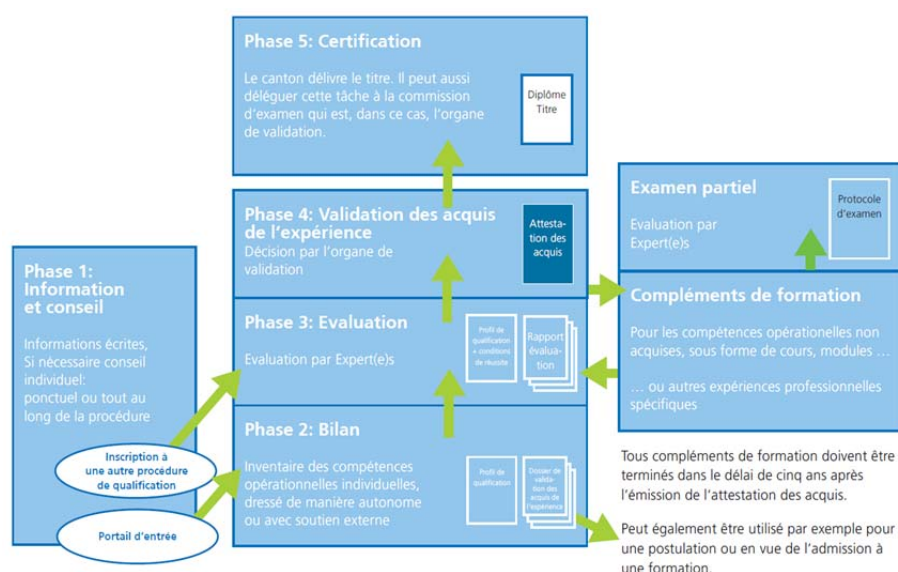 Phase 5: Certification
Le canton délivre le titre. Il peut aussi
déléguer cette tâche à la commission
d'examen qui est, dans ce cas, l'organe
de validation.
Diplôme
Titre
Phase 4: Validation des acquis
de l'expérience
Décision par l'organe de
validation
Attesta-
tion des
acquis
Examen partiel
Evaluation par
Expert(e)s
Protocole
d'examen
Phase 1:
Information
et conseil
Informations écrites,
Si nécessaire conseil
individuel:
ponctuel ou tout au
long de la procédure
Inscription à
une autre procédure
de qualification
Portail d'entrée
Phase 3: Evaluation
Evaluation par Expert(e)s
Profil de
qualification
+ conditions
de réussite
Rapport
évalua-
tion
Compléments de formation
Pour les compétences opérationelles non
acquises, sous forme de cours, modules ...
... ou autres expériences professionnelles
spécifiques
Phase 2: Bilan
Inventaire des compétences
opérationnelles individuelles,
dressé de manière autonome
ou avec soutien externe
Profil de
qualification
Dossier de
valida-
tion des
acquis de
l'expérience
Tous compléments de formation doivent être
terminés dans le délai de cinq ans après
l'émission de l'attestation des acquis.
Peut également être utilisé par exemple pour
une postulation ou en vue de l'admission à
une formation.